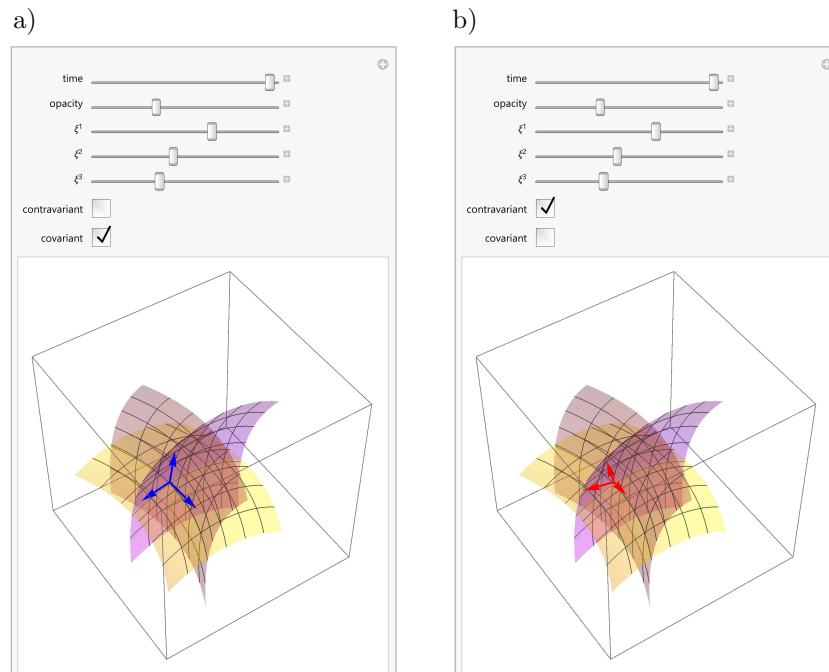 a)
time
opacity
ξ¹
ξ²
ξ³
contravariant
covariant
b)
time
opacity
ξ¹
ξ²
ξ³
contravariant
covariant